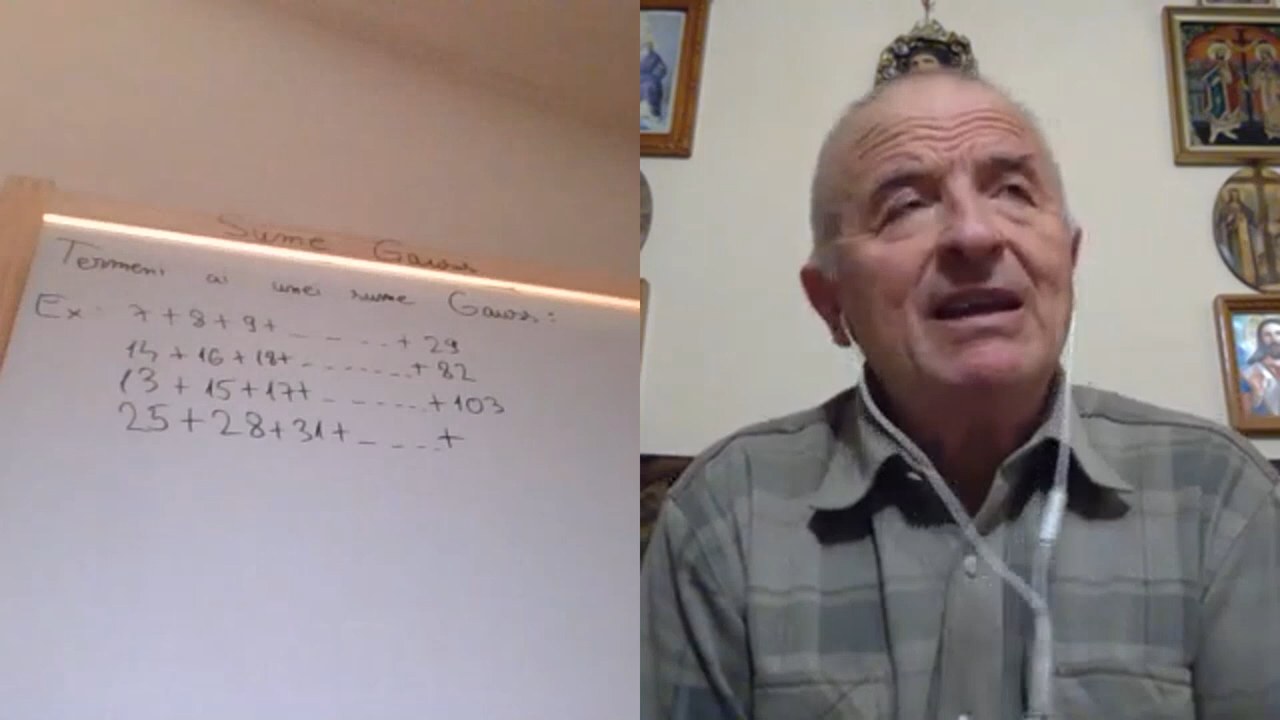 Sume Gauss
Termeni ai unei sume Gauss:
Ex: 7+8+9+_ _ _ _ _+ 29
14 + 16 + 18+ - - - - - - - -+ 82
13 + 15+17+ - - - - - - -+103
25+28+31+_ _ _ _+